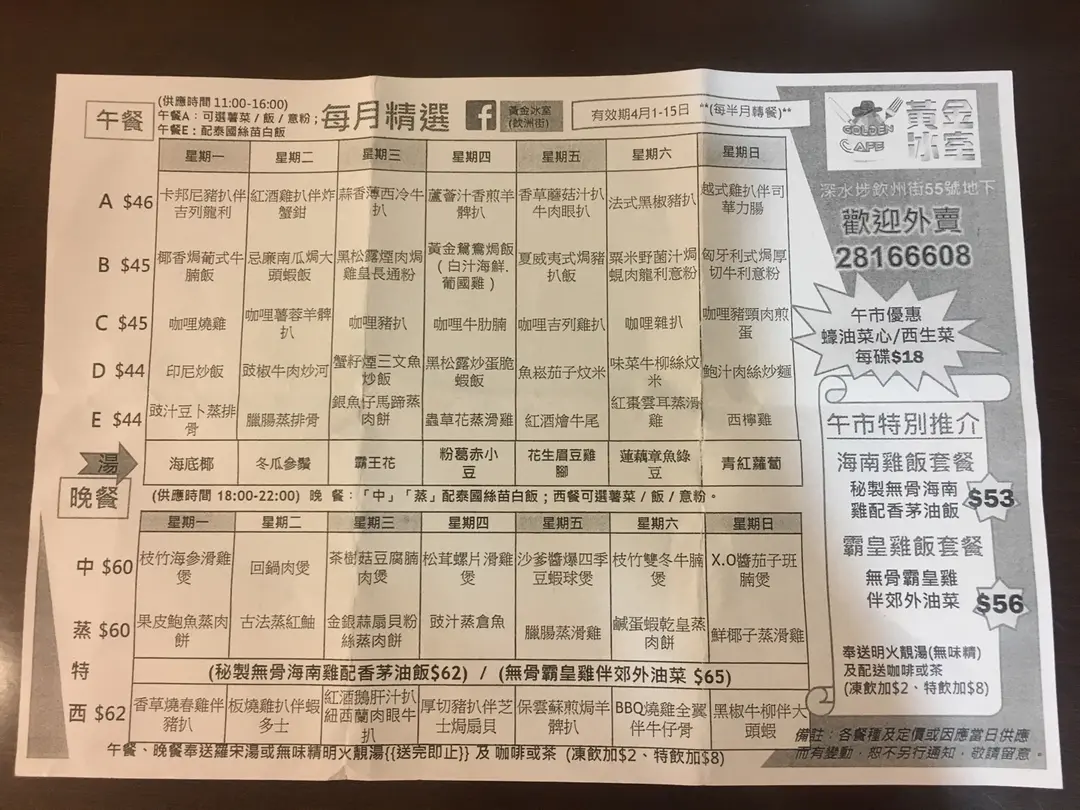 午餐
(供應時間 11:00-16:00)
午餐A：可選薯菜 / 飯 / 意粉；
午餐E：配泰國絲苗白飯
每月精選
f
黃金冰室
(欽洲街)
有效期4月1-15日 **(每半月轉餐)**
星期一 星期二 星期三 星期四 星期五 星期六 星期日
A $46 卡邦尼豬扒伴吉列龍利 紅酒雞扒伴炸蟹鉗 蒜香薄西冷牛扒 蘆薈汁香煎羊髀扒 香草蘑菇汁扒牛肉眼扒 法式黑椒豬扒 越式雞扒伴司華力腸
B $45 椰香焗葡式牛腩飯 忌廉南瓜焗大頭蝦飯 黑松露煙肉焗雞皇長通粉 黃金鴛鴦焗飯(白汁海鮮.葡國雞) 夏威夷式焗豬扒飯 粟米野菌汁焗蜆肉龍利意粉 匈牙利式焗厚切牛利意粉
C $45 咖哩燒雞 咖哩薯蓉羊髀扒 咖哩豬扒 咖哩牛肋腩 咖哩吉列雞扒 咖哩雜扒 咖哩豬頸肉煎蛋
D $44 印尼炒飯 豉椒牛肉炒河 蟹籽煙三文魚炒飯 黑松露炒蛋脆蝦飯 魚崧茄子炆米 味菜牛柳絲炆米 鮑汁肉絲炒麵
E $44 豉汁豆卜蒸排骨 臘腸蒸排骨 銀魚仔馬蹄蒸肉餅 蟲草花蒸滑雞 紅酒燴牛尾 紅棗雲耳蒸滑雞 西檸雞
湯 海底椰 冬瓜參鬚 霸王花 粉葛赤小豆 花生眉豆雞腳 蓮藕章魚綠豆 青紅蘿蔔
晚餐
(供應時間 18:00-22:00) 晚 餐：「中」「蒸」配泰國絲苗白飯；西餐可選薯菜 / 飯 / 意粉。
星期一 星期二 星期三 星期四 星期五 星期六 星期日
中 $60 枝竹海參滑雞煲 回鍋肉煲 茶樹菇豆腐腩肉煲 松茸螺片滑雞煲 沙爹醬爆四季豆蝦球煲 枝竹雙冬牛腩煲 X.O醬茄子班腩煲
蒸 $60 果皮鮑魚蒸肉餅 古法蒸紅鮋 金銀蒜扇貝粉絲蒸肉餅 豉汁蒸倉魚 臘腸蒸滑雞 鹹蛋蝦乾皇蒸肉餅 鮮椰子蒸滑雞
特 (秘製無骨海南雞配香茅油飯$62) / (無骨霸皇雞伴郊外油菜 $65)
西 $62 香草燒春雞伴豬扒 板燒雞扒伴蝦多士 紅酒鵝肝汁扒紐西蘭肉眼牛扒 厚切豬扒伴芝士焗扇貝 保雲蘇煎焗羊髀扒 BBQ燒雞全翼伴牛仔骨 黑椒牛柳伴大頭蝦
午餐、晚餐奉送羅宋湯或無味精明火靚湯{{送完即止}} 及 咖啡或茶 (凍飲加$2、特飲加$8)
GOLDEN
CAFE
黃金
冰室
深水埗欽州街55號地下
歡迎外賣
28166608
午市優惠
蠔油菜心/西生菜
每碟$18
午市特別推介
海南雞飯套餐
秘製無骨海南
雞配香茅油飯
$53
霸皇雞飯套餐
無骨霸皇雞
伴郊外油菜
$56
奉送明火靚湯(無味精)
及配送咖啡或茶
(凍飲加$2、特飲加$8)
備註：各餐種及定價或因應當日供應
而有變動，恕不另行通知，敬請留意。